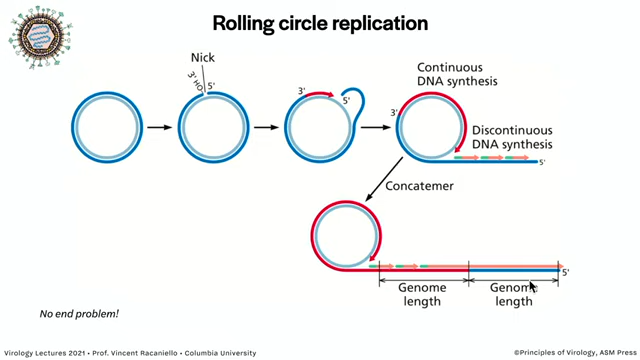 Rolling circle replication
Nick
3' HO
5'
3'
5'
Continuous
DNA synthesis
3'
Discontinuous
DNA synthesis
5'
Concatemer
5'
Genome
length
Genome
length
No end problem!
Virology Lectures 2021 • Prof. Vincent Racaniello • Columbia University
©Principles of Virology, ASM Press